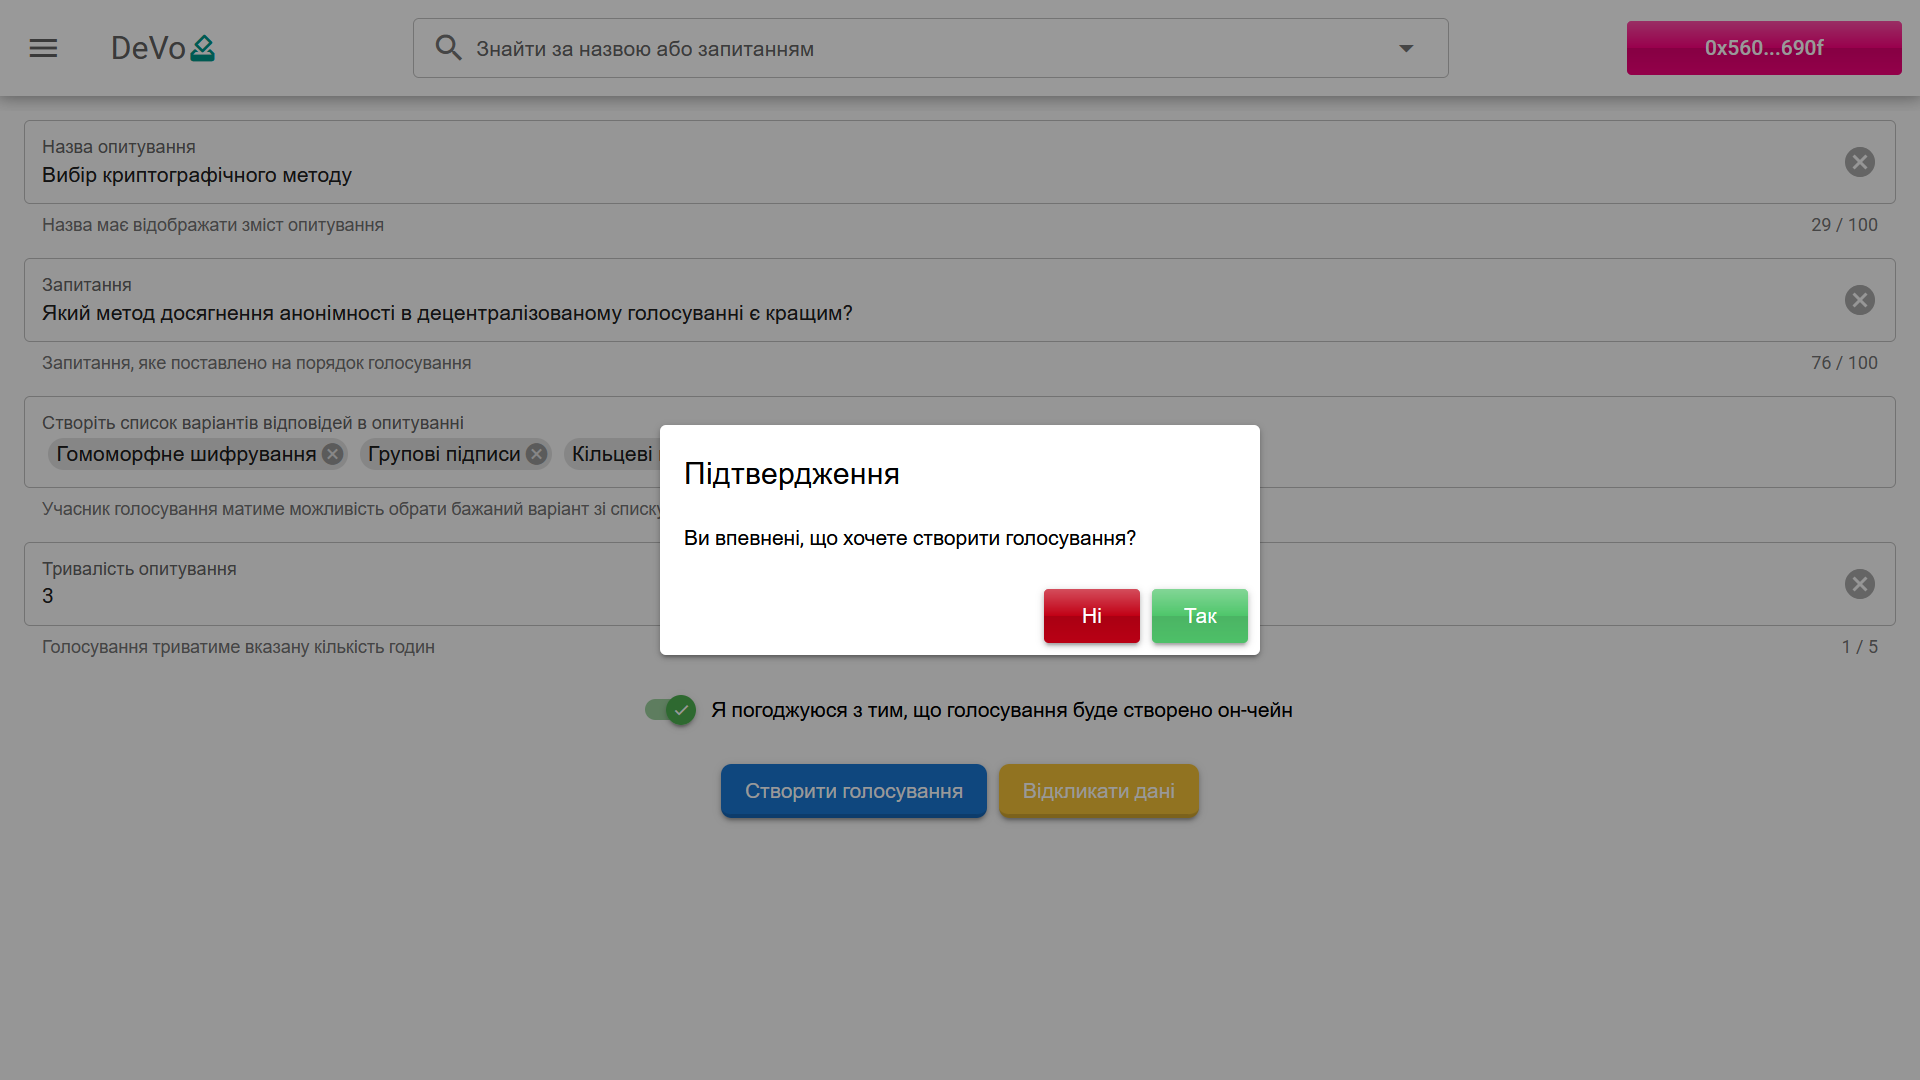 DeVo
Знайти за назвою або запитанням
0x560...690f
Назва опитування
Вибір криптографічного методу
Назва має відображати зміст опитування
29 / 100
Запитання
Який метод досягнення анонімності в децентралізованому голосуванні є кращим?
Запитання, яке поставлено на порядок голосування
76 / 100
Створіть список варіантів відповідей в опитуванні
Гомоморфне шифрування
Групові підписи
Кільцеві
Учасник голосування матиме можливість обрати бажаний варіант зі списку
Підтвердження
Ви впевнені, що хочете створити голосування?
Ні
Так
Тривалість опитування
3
Голосування триватиме вказану кількість годин
1 / 5
Я погоджуюся з тим, що голосування буде створено он-чейн
Створити голосування
Відкликати дані